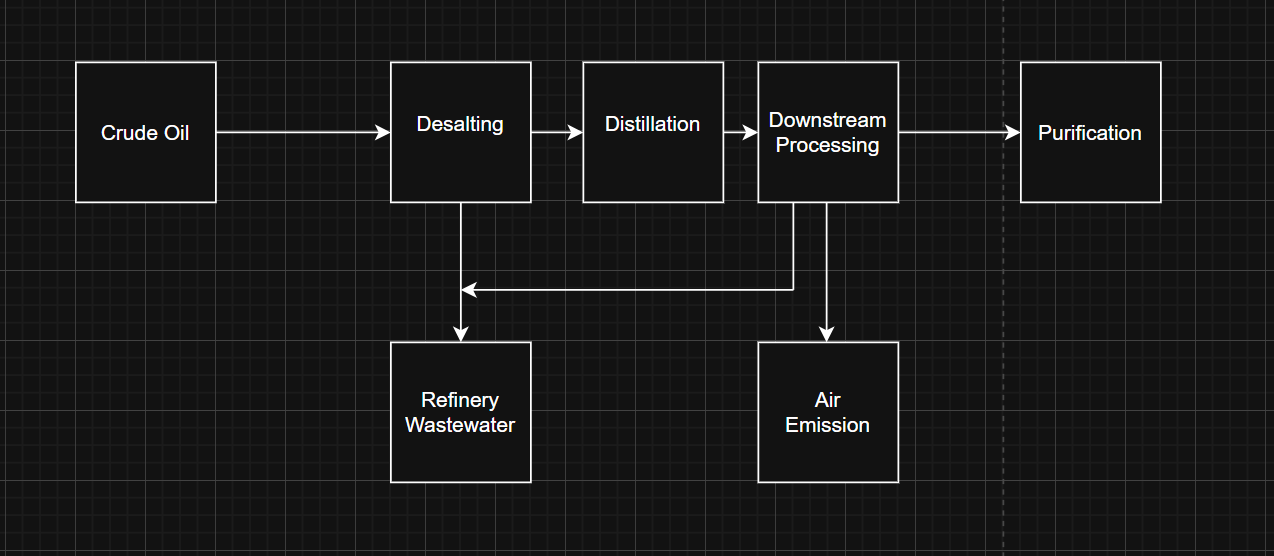 Crude Oil
Desalting
Distillation
Downstream
Processing
Purification
Refinery
Wastewater
Air
Emission